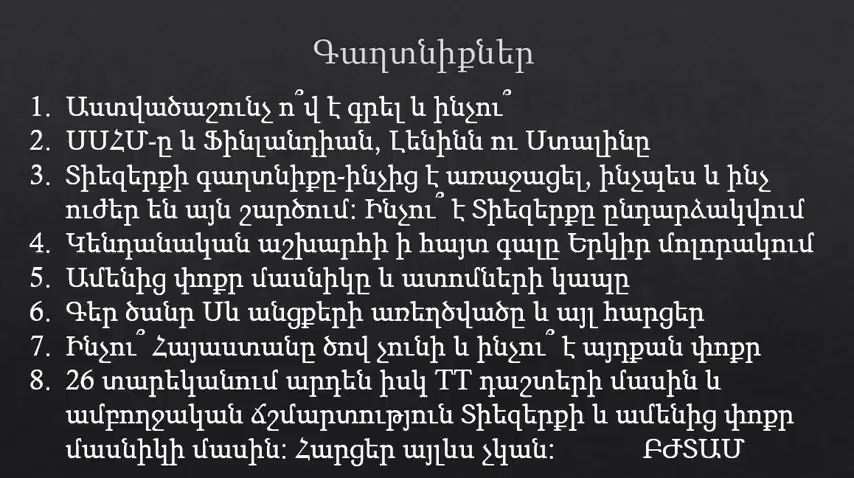 Գաղտնիքներ
1. Աստվածաշունչ ո՞վ է գրել և ինչու՞
2. ՍՍՀՄ-ը և Ֆինլանդիան, Լենինն ու Ստալինը
3. Տիեզերքի գաղտնիքը-ինչից է առաջացել, ինչպես և ինչ
ուժեր են այն շարծում: Ինչու՞ է Տիեզերքը ընդարձակվում
4. Կենդանական աշխարհի ի հայտ գալը Երկիր մոլորակում
5. Ամենից փոքր մասնիկը և ատոմների կապը
6. Գեր ծանր Սև անցքերի առեղծվածը և այլ հարցեր
7. Ինչու՞ Հայաստանը ծով չունի և ինչու՞ է այդքան փոքր
8. 26 տարեկանում արդեն իսկ TT դաշտերի մասին և
ամբողջական ճշմարտություն Տիեզերքի և ամենից փոքր
մասնիկի մասին: Հարցեր այլևս չկան: ԲԺՏԱՄ